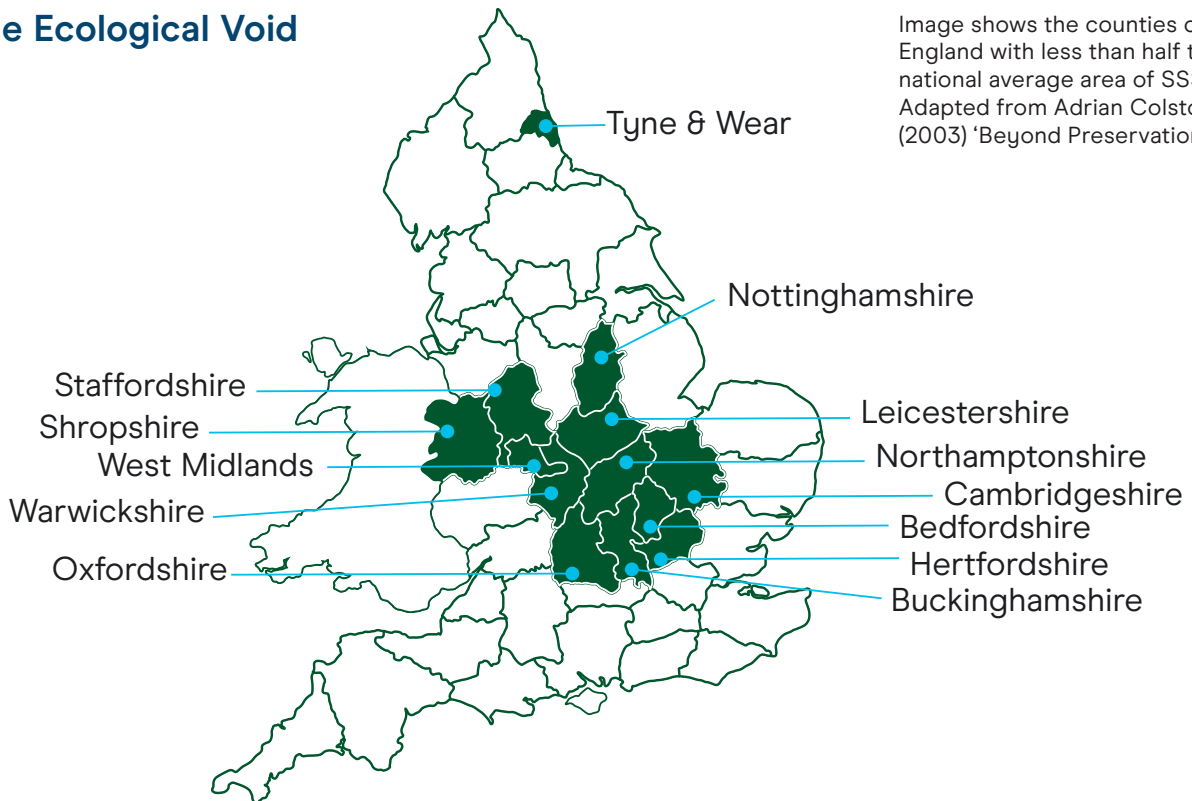 e Ecological Void
Image shows the counties o
England with less than half t
national average area of SS
Adapted from Adrian Colsto
(2003) ‘Beyond Preservation
Tyne & Wear
Nottinghamshire
Staffordshire
Shropshire
West Midlands
Warwickshire
Oxfordshire
Leicestershire
Northamptonshire
Cambridgeshire
Bedfordshire
Hertfordshire
Buckinghamshire